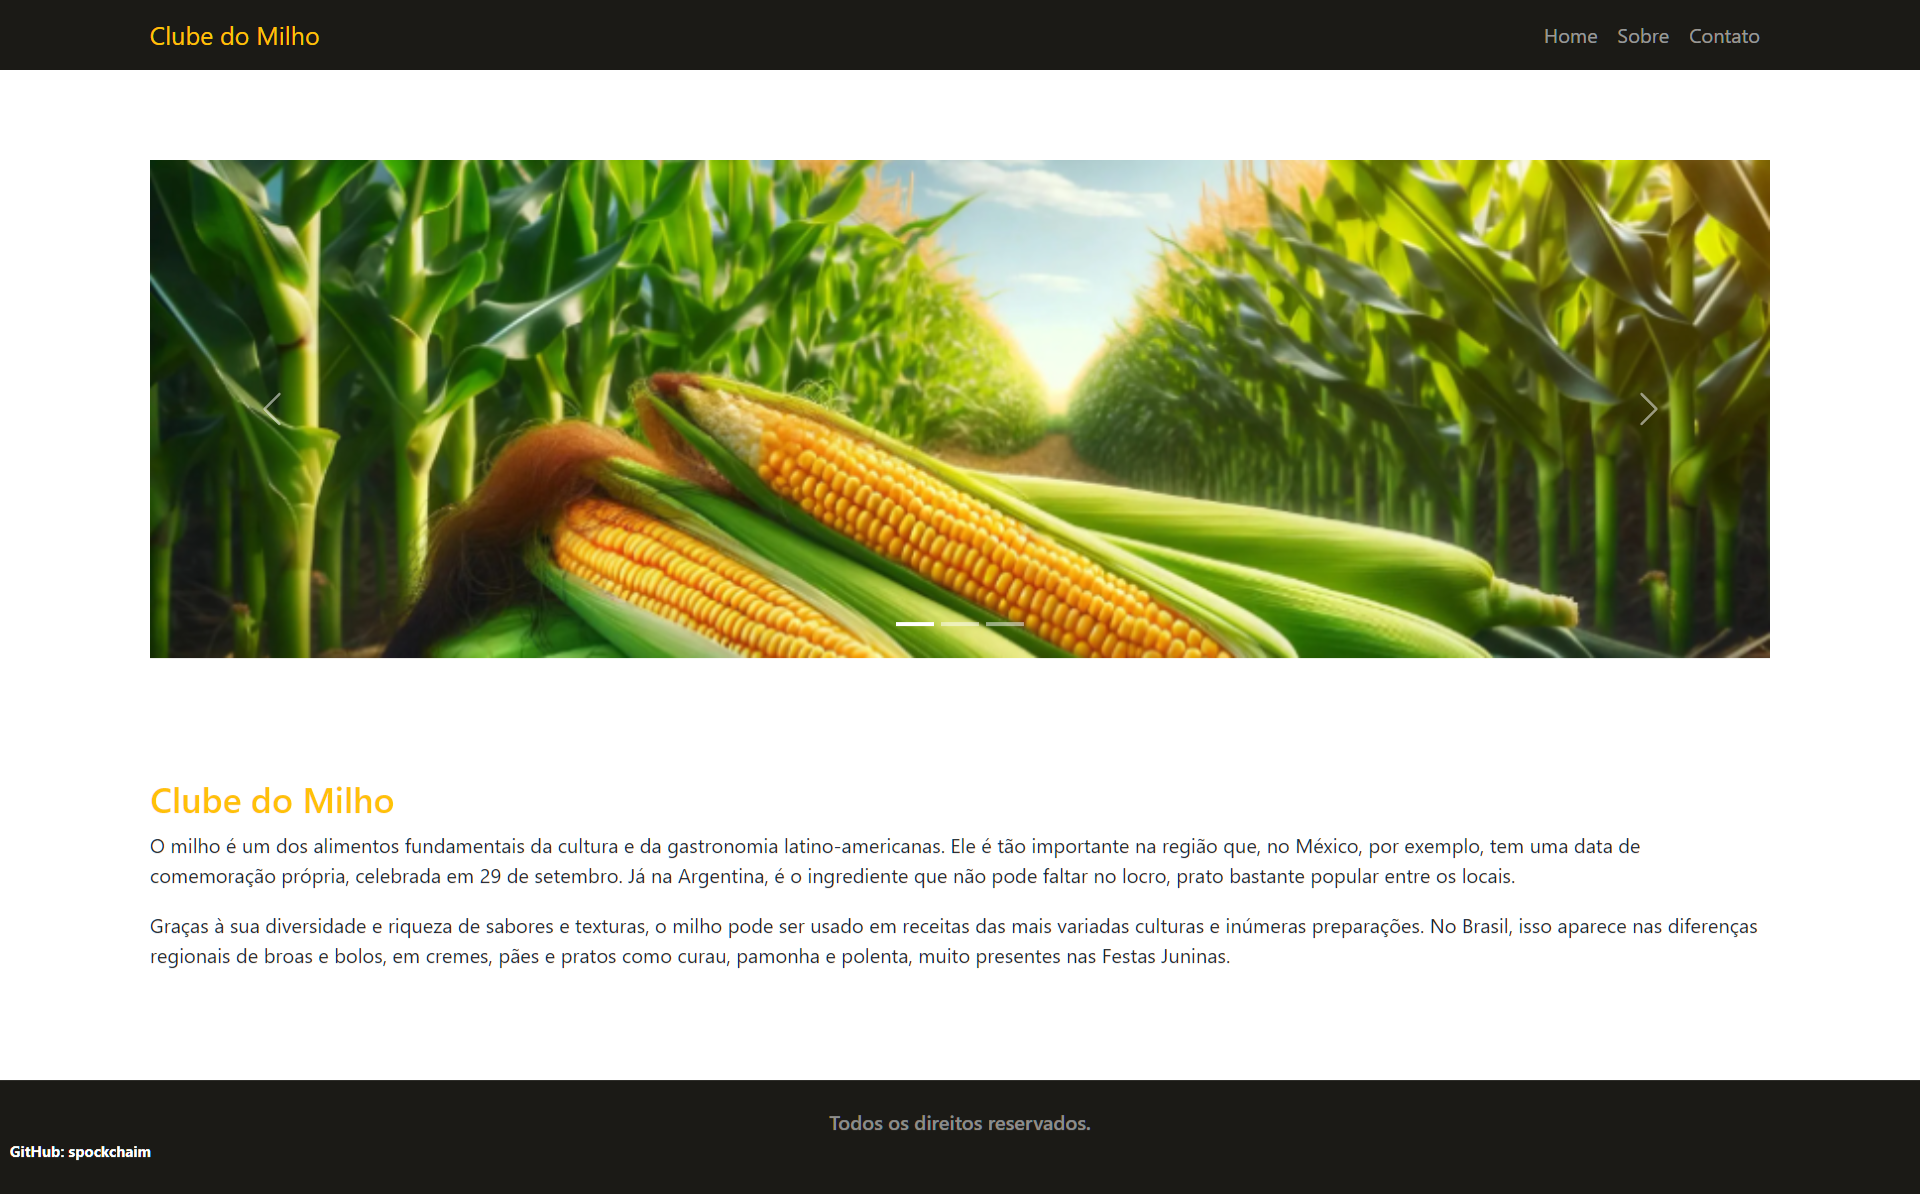 Clube do Milho
Home Sobre Contato
Clube do Milho
O milho é um dos alimentos fundamentais da cultura e da gastronomia latino-americanas. Ele é tão importante na região que, no México, por exemplo, tem uma data de
comemoração própria, celebrada em 29 de setembro. Já na Argentina, é o ingrediente que não pode faltar no locro, prato bastante popular entre os locais.
Graças à sua diversidade e riqueza de sabores e texturas, o milho pode ser usado em receitas das mais variadas culturas e inúmeras preparações. No Brasil, isso aparece nas diferenças
regionais de broas e bolos, em cremes, pães e pratos como curau, pamonha e polenta, muito presentes nas Festas Juninas.
Todos os direitos reservados.
GitHub: spockchaim